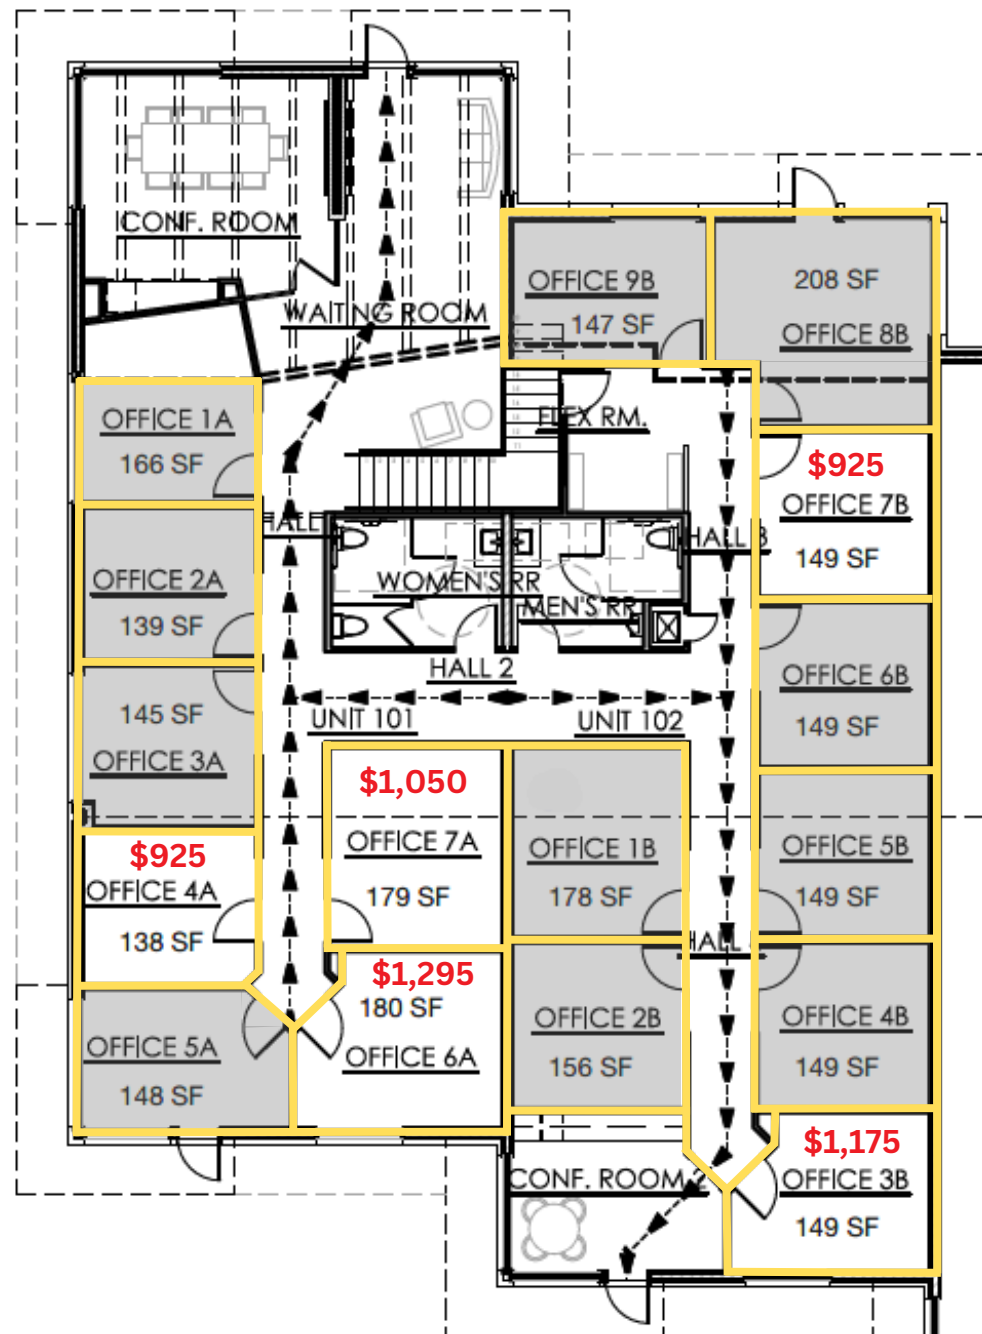 CONF. ROOM
WAITING ROOM
OFFICE 9B
147 SF
208 SF
OFFICE 8B
OFFICE 1A
166 SF
FLEX RM.
$925
OFFICE 7B
149 SF
HALL
HALL 3
OFFICE 2A
139 SF
WOMEN'S RR
MEN'S RR
HALL 2
UNIT 101
UNIT 102
OFFICE 6B
149 SF
145 SF
OFFICE 3A
$1,050
OFFICE 7A
179 SF
OFFICE 1B
178 SF
OFFICE 5B
149 SF
$925
OFFICE 4A
138 SF
HALL
$1,295
180 SF
OFFICE 6A
OFFICE 2B
156 SF
OFFICE 4B
149 SF
OFFICE 5A
148 SF
$1,175
OFFICE 3B
149 SF
CONF. ROOM